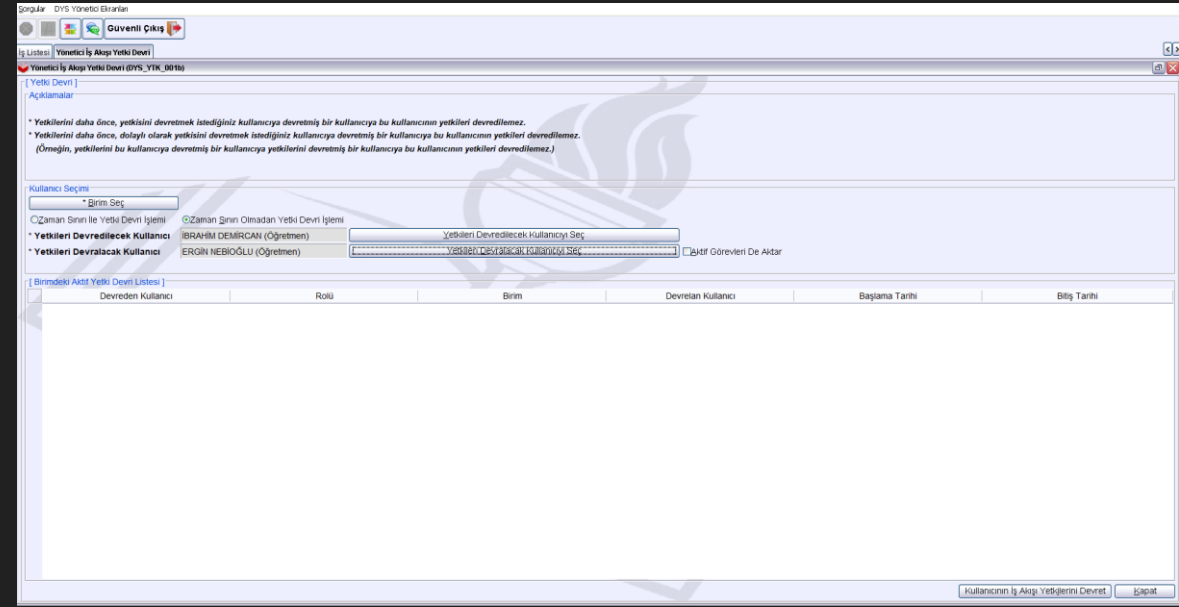 Sorgular DYS Yönetici Ekranları
Güvenli Çıkış
İş Listesi Yönetici İş Akışı Yetki Devri
Yönetici İş Akışı Yetki Devri (DYS_YTK_001b)
[ Yetki Devri ]
Açıklamalar
* Yetkilerini daha önce, yetkisini devretmek istediğiniz kullanıcıya devretmiş bir kullanıcıya bu kullanıcının yetkileri devredilemez.
* Yetkilerini daha önce, dolaylı olarak yetkisini devretmek istediğiniz kullanıcıya devretmiş bir kullanıcıya bu kullanıcının yetkileri devredilemez.
(Örneğin, yetkilerini bu kullanıcıya devretmiş bir kullanıcıya yetkilerini devretmiş bir kullanıcıya bu kullanıcının yetkileri devredilemez.)
Kullanıcı Seçimi
* Birim Seç
Zaman Sınırı İle Yetki Devri İşlemi Zaman Sınırı Olmadan Yetki Devri İşlemi
* Yetkileri Devredilecek Kullanıcı İBRAHİM DEMİRCAN (Öğretmen) Yetkileri Devredilecek Kullanıcıyı Seç
* Yetkileri Devralacak Kullanıcı ERGİN NEBİOĞLU (Öğretmen) Yetkileri Devralacak Kullanıcıyı Seç Aktif Görevleri De Aktar
[ Birimdeki Aktif Yetki Devri Listesi ]
Devreden Kullanıcı Rolü Birim Devrelan Kullanıcı Başlama Tarihi Bitiş Tarihi
Kullanıcının İş Akışı Yetkilerini Devret Kapat